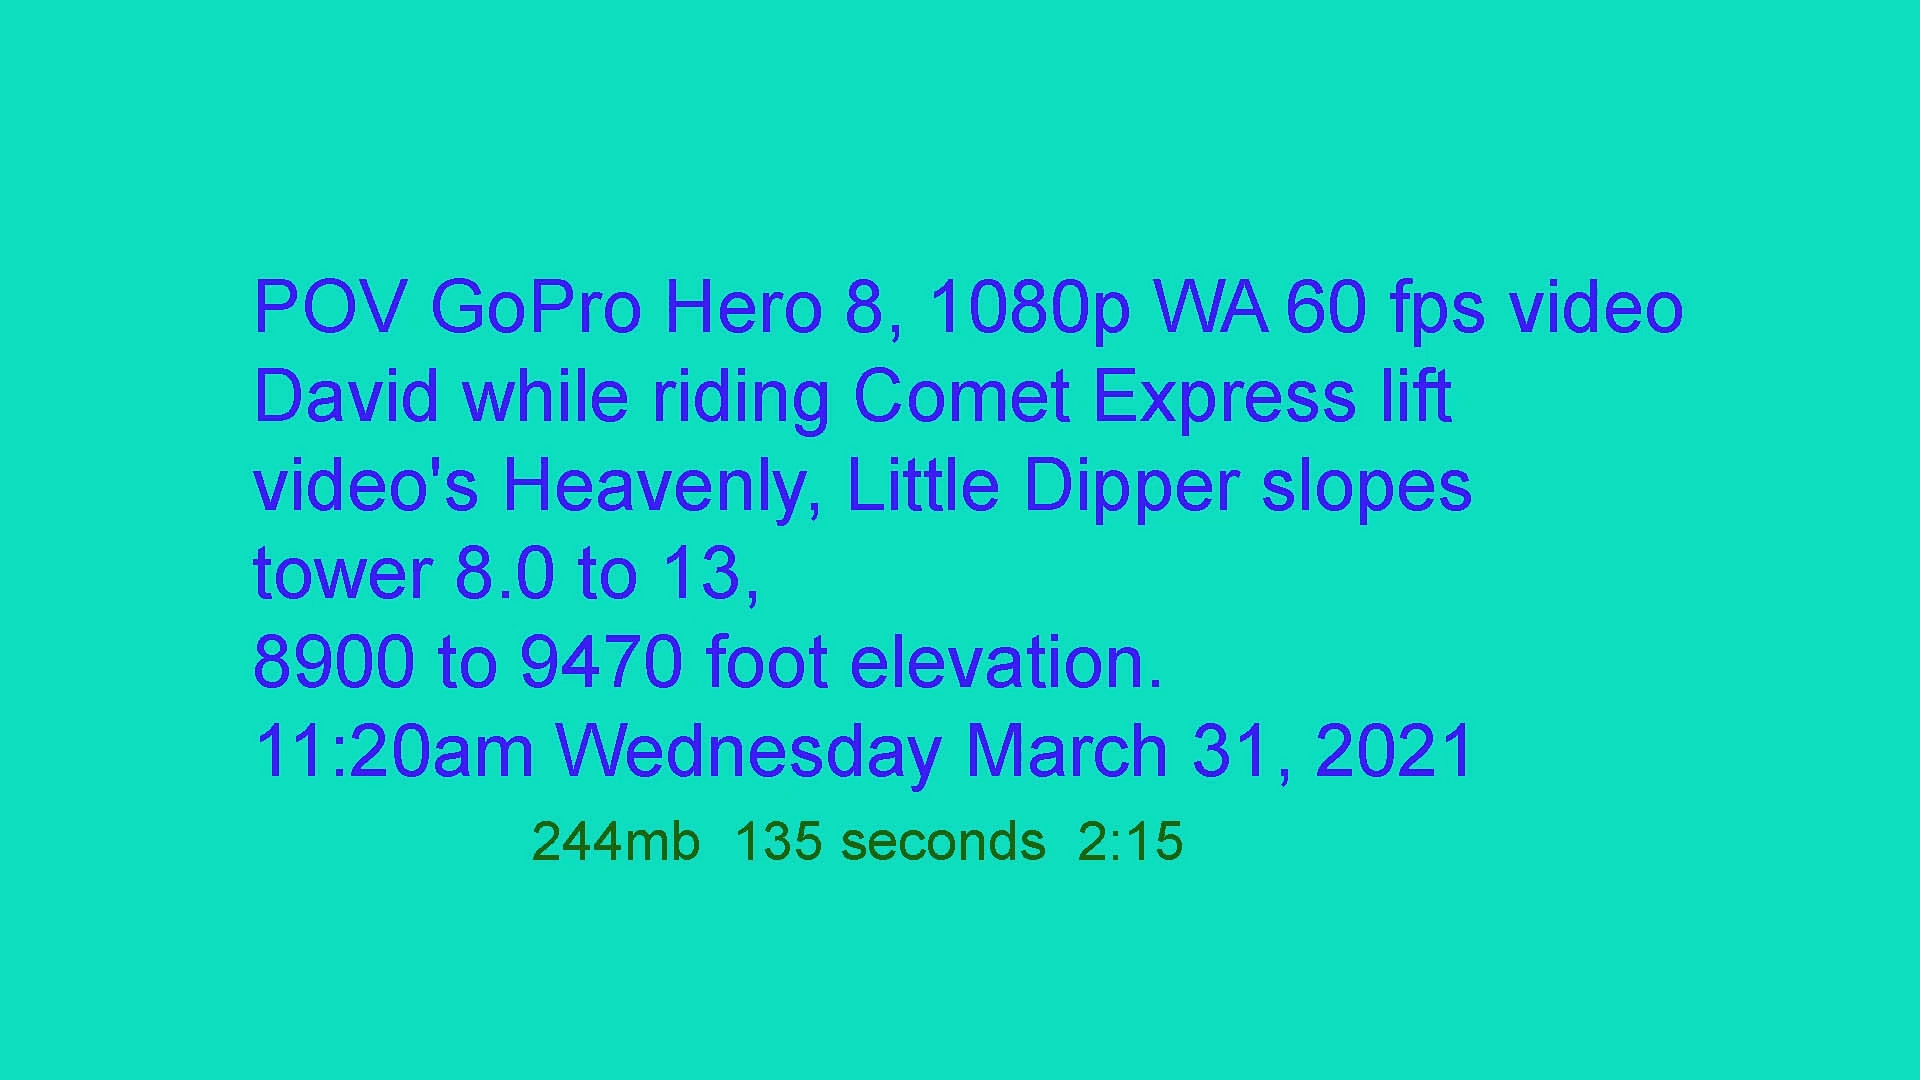 POV GoPro Hero 8, 1080p WA 60 fps video
David while riding Comet Express lift
video's Heavenly, Little Dipper slopes
tower 8.0 to 13,
8900 to 9470 foot elevation.
11:20am Wednesday March 31, 2021
244mb  135 seconds  2:15